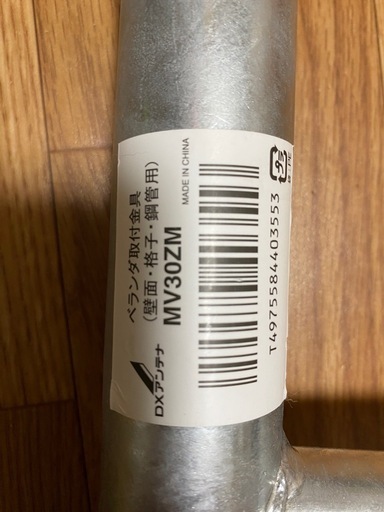 ベランダ取付金具
(壁面・格子・鋼管用)
MV30ZM
MADE IN CHINA
DXアンテナ
T4975584403553